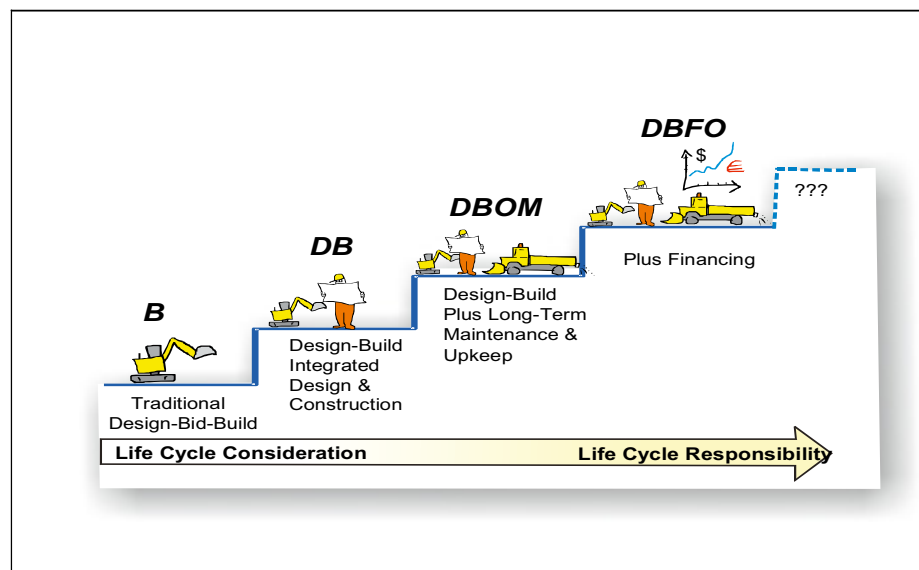 DBFO
$
€
???
DBOM
Plus Financing
DB
Design-Build
Plus Long-Term
Maintenance &
Upkeep
B
Design-Build
Integrated
Design &
Construction
Traditional
Design-Bid-Build
Life Cycle Consideration
Life Cycle Responsibility